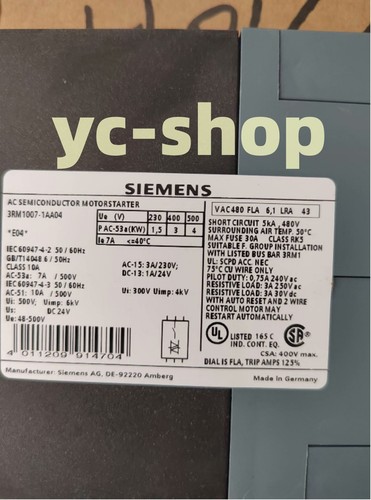 yc-shop
SIEMENS
AC SEMICONDUCTOR MOTORSTARTER
3RM1007-1AA04
*E04*
Ue (V) 230 400 500
P AC-53a(KW) 1,5 3 4
Ie 7A <=40°C
IEC60947-4-2 50/60Hz
GB/T14048.6 / 50Hz
CLASS 10A
AC-53a: 7A / 500V
IEC60947-4-3 50/60Hz
AC-51: 10A / 500V
Ui: 500V; Uimp: 6kV
Us: DC 24V
Ue: 48-500V
AC-15: 3A/230V;
DC-13: 1A/24V
Ui: 300V Uimp: 4kV
4 011209 914704
VAC480 FLA 6,1 LRA 43
SHORT CIRCUIT 5kA, 480V
SURROUNDING AIR TEMP. 50°C
MAX FUSE 30A CLASS RK5
SUITABLE F. GROUP INSTALLATION
WITH LISTED BUS BAR 3RM1
UL: SCPD ACC. NEC
75°C CU WIRE ONLY
PILOT DUTY: 0,75A 240V ac
RESISTIVE LOAD: 3A 250V ac
RESISTIVE LOAD: 3A 30V dc
WITH AUTO RESET AND 2 WIRE
CONTROL MOTOR MAY
RESTART AUTOMATICALLY
UL LISTED 165 C
IND. CONT. EQ.
SA
CSA: 400V max.
DIAL IS FLA, TRIP AMPS 125%
Manufacturer: Siemens AG, DE-92220 Amberg
Made in Germany